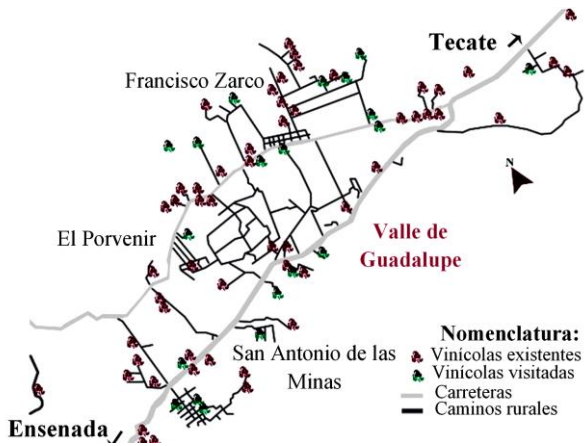 Tecate
Francisco Zarco
N
El Porvenir
Valle de
Guadalupe
San Antonio de las
Minas
Ensenada
Nomenclatura:
Vinícolas existentes
Vinícolas visitadas
Carreteras
Caminos rurales